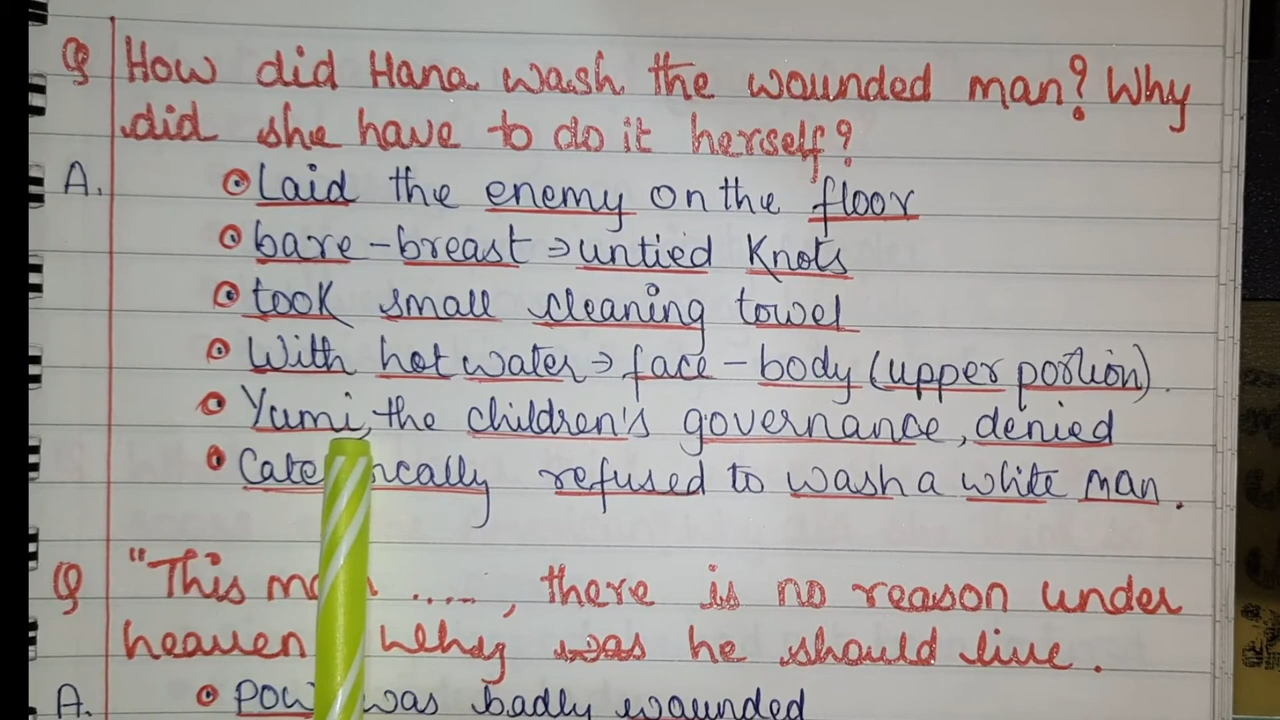 Q How did Hana wash the wounded man? Why
did she have to do it herself?
A. Laid the enemy on the floor
bare - breast → untied Knots
took small cleaning towel
With hot water → face - body (upper portion).
Yumi, the children's governance, denied
refused to wash a white man.
Q "This ....., there is no reason under
heaven why was he should live.
A. was badly wounded